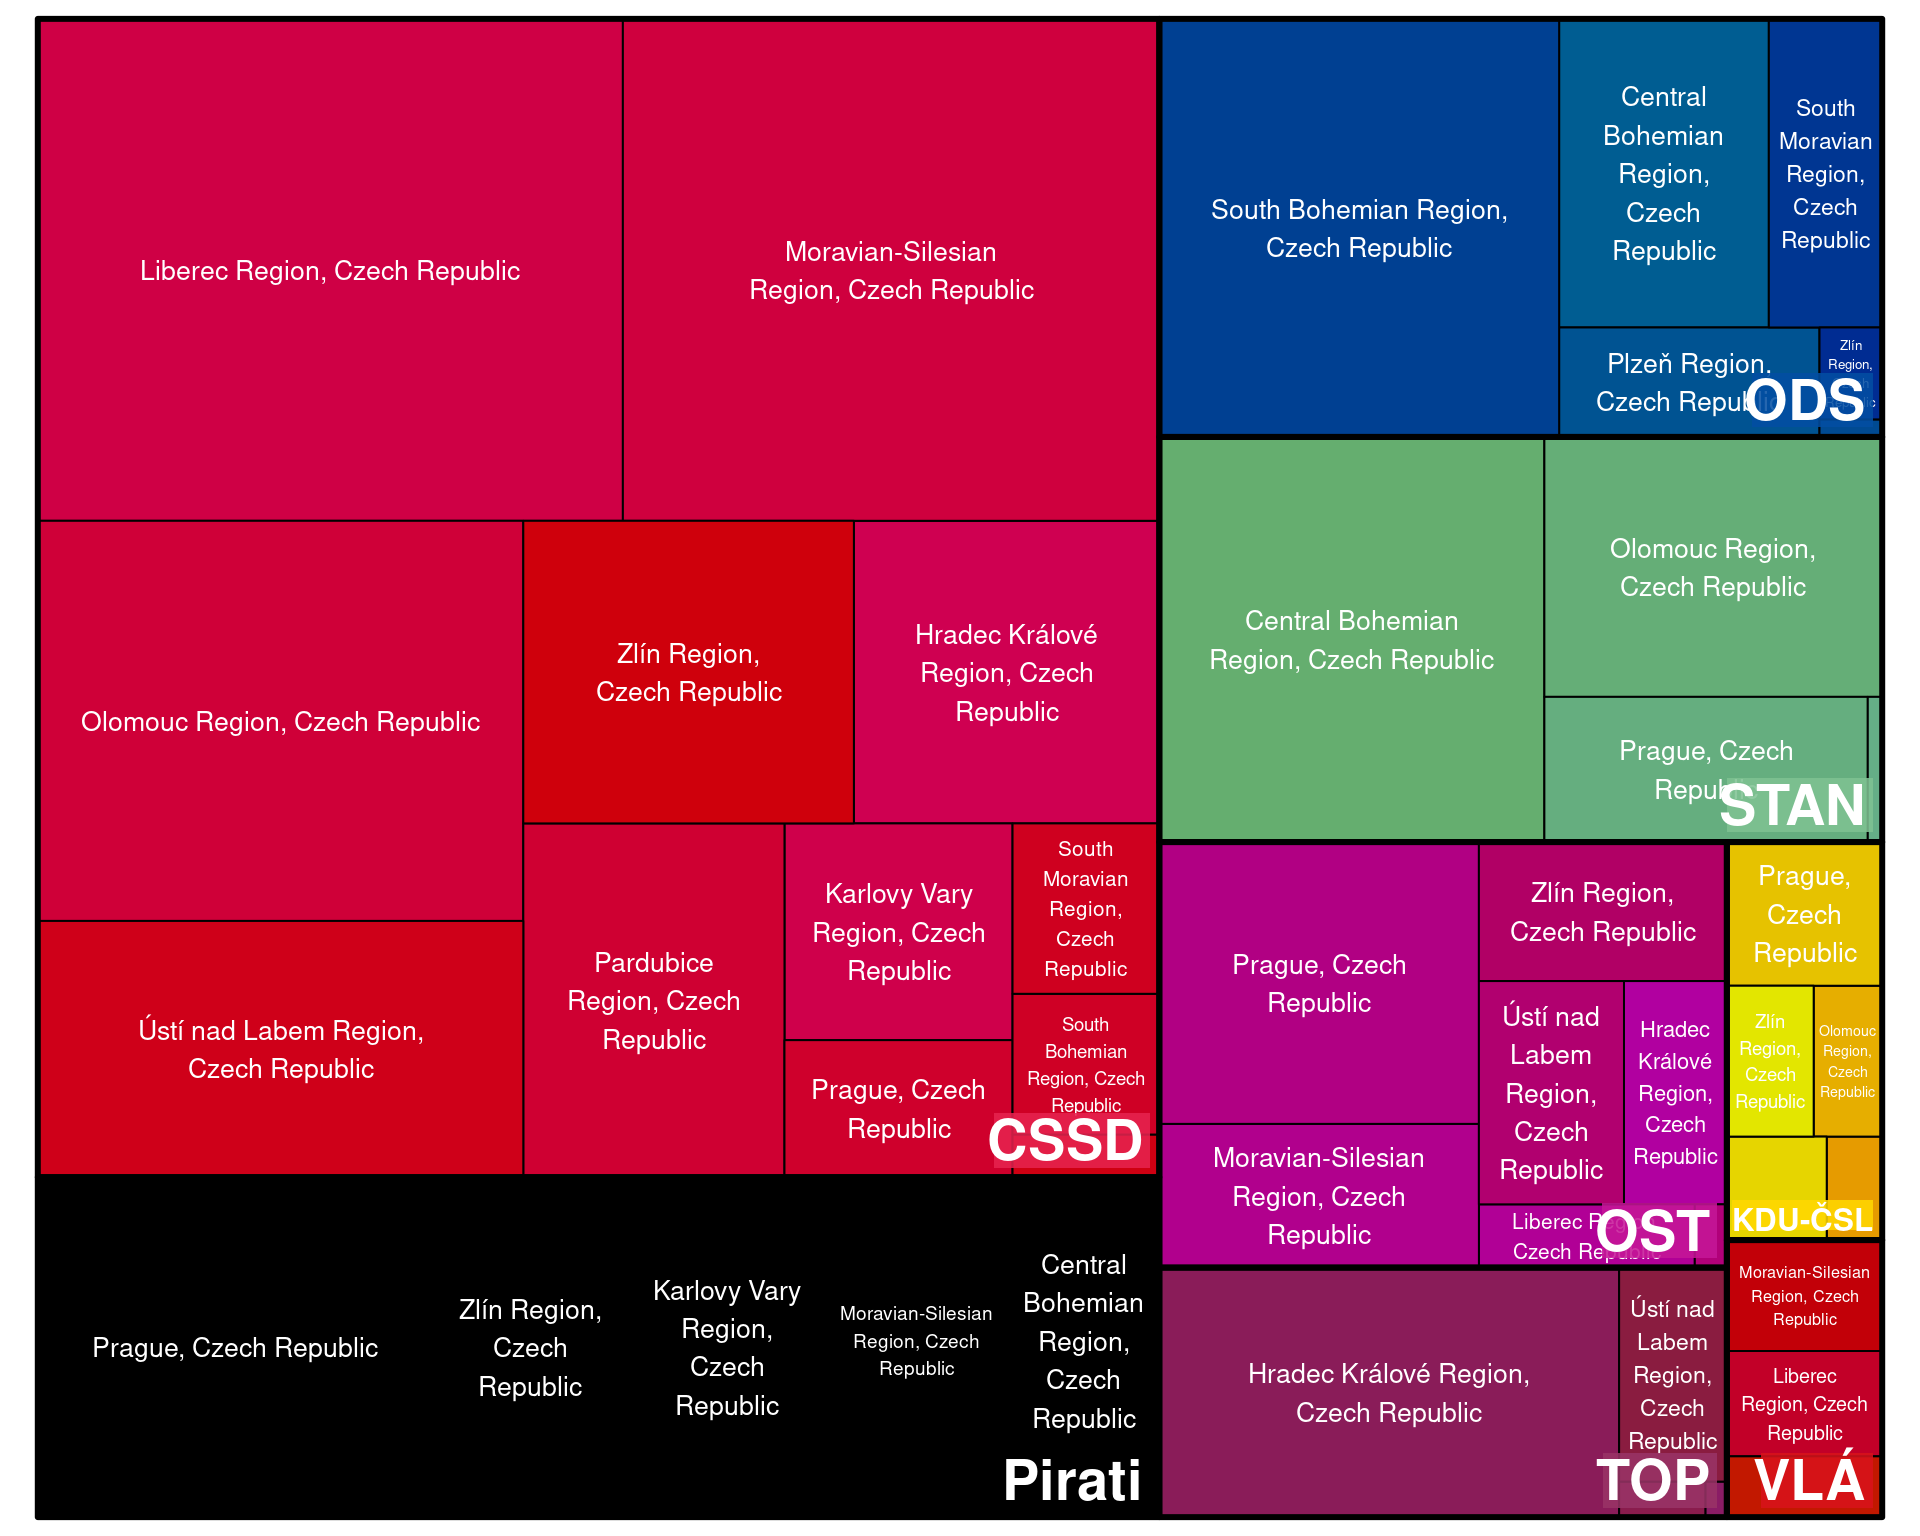 Liberec Region, Czech Republic
Moravian-Silesian
Region, Czech Republic
Olomouc Region, Czech Republic
Zlín Region,
Czech Republic
Hradec Králové
Region, Czech
Republic
Ústí nad Labem Region,
Czech Republic
Pardubice
Region, Czech
Republic
Karlovy Vary
Region, Czech
Republic
South
Moravian
Region,
Czech
Republic
Prague, Czech
Republic
South
Bohemian
Region, Czech
Republic
CSSD
Prague, Czech Republic
Zlín Region,
Czech
Republic
Karlovy Vary
Region,
Czech
Republic
Moravian-Silesian
Region, Czech
Republic
Central
Bohemian
Region,
Czech
Republic
Pirati
South Bohemian Region,
Czech Republic
Central
Bohemian
Region,
Czech
Republic
South
Moravian
Region,
Czech
Republic
Plzeň Region,
Czech Republic
Zlín
Region,
ODS
Central Bohemian
Region, Czech Republic
Olomouc Region,
Czech Republic
Prague, Czech
Republic
STAN
Prague, Czech
Republic
Moravian-Silesian
Region, Czech
Republic
Zlín Region,
Czech Republic
Ústí nad
Labem
Region,
Czech
Republic
Hradec
Králové
Region,
Czech
Republic
Liberec Region,
Czech Republic
OST
Prague,
Czech
Republic
Zlín
Region,
Czech
Republic
Olomouc
Region,
Czech
Republic
KDU-ČSL
Hradec Králové Region,
Czech Republic
Ústí nad
Labem
Region,
Czech
Republic
TOP
Moravian-Silesian
Region, Czech
Republic
Liberec
Region, Czech
Republic
VLÁ